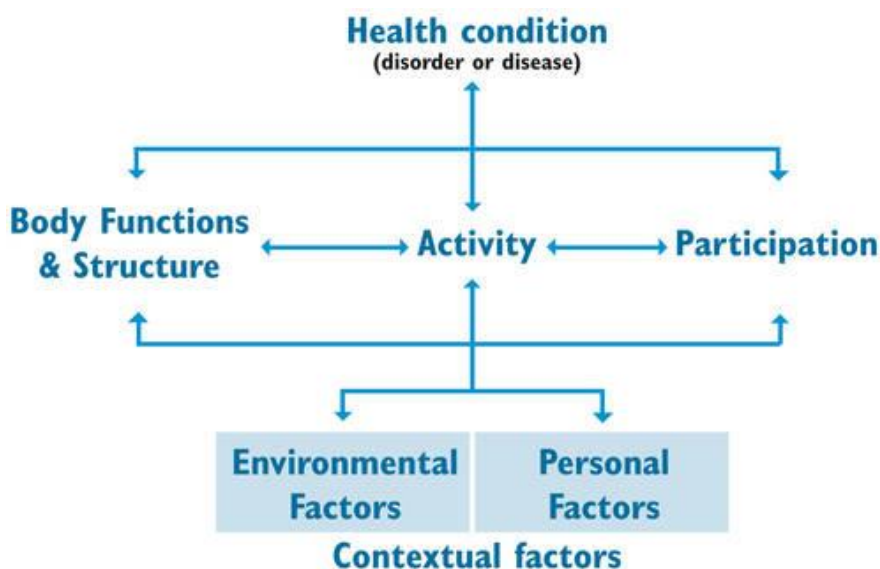 Health condition
(disorder or disease)
Body Functions
& Structure
Activity
Participation
Environmental
Factors
Personal
Factors
Contextual factors